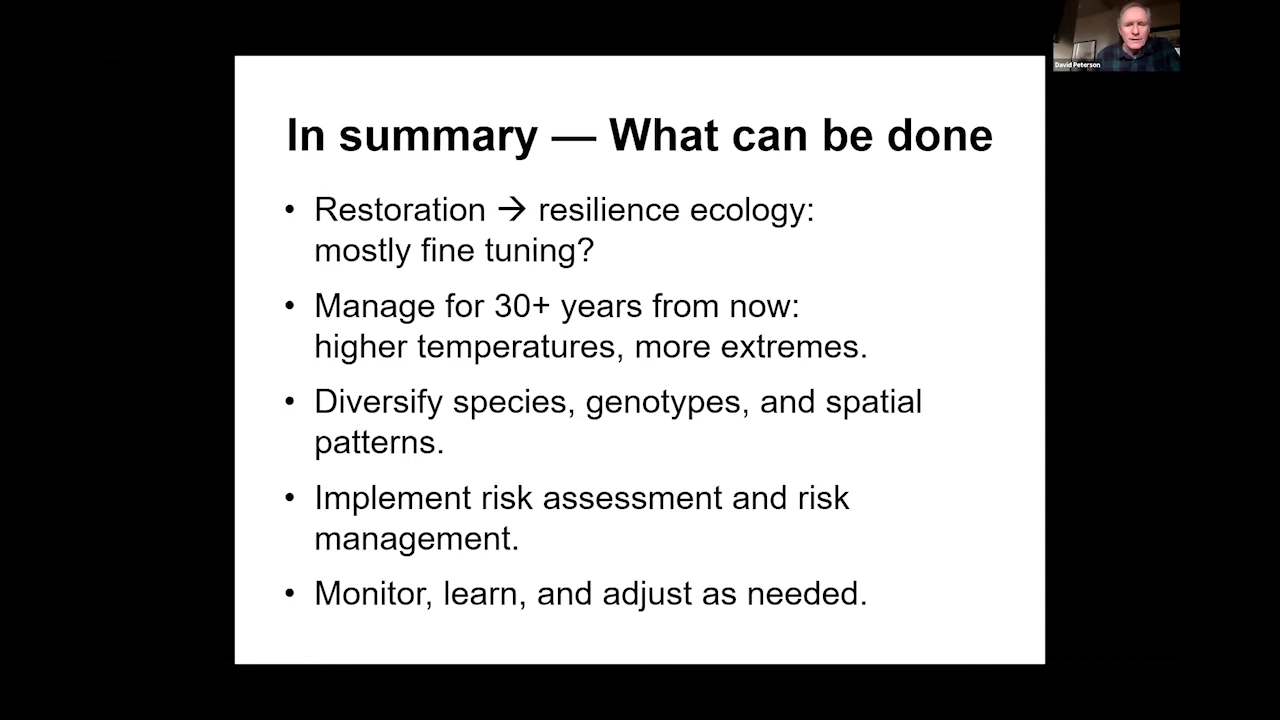 David Peterson
In summary — What can be done
• Restoration → resilience ecology:
mostly fine tuning?
• Manage for 30+ years from now:
higher temperatures, more extremes.
• Diversify species, genotypes, and spatial
patterns.
• Implement risk assessment and risk
management.
• Monitor, learn, and adjust as needed.